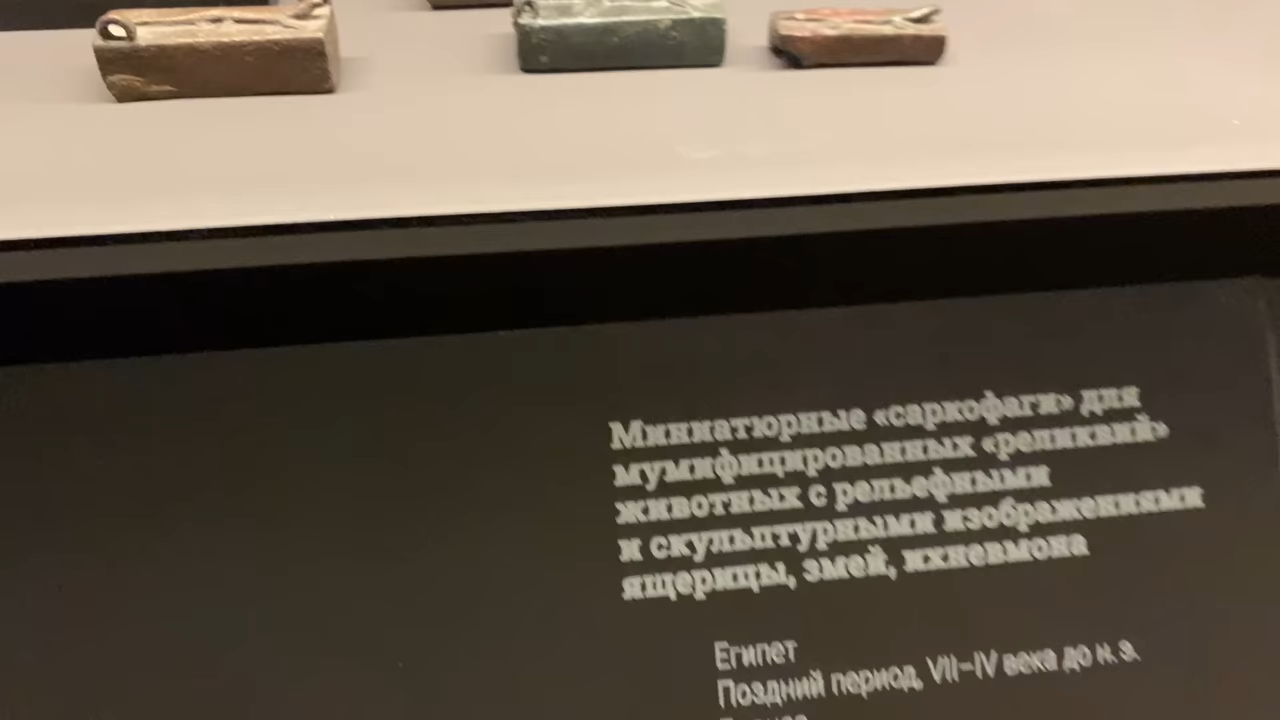 Миниатюрные «саркофаги» для
мумифицированных «реликвий»
животных с рельефными
и скульптурными изображениями
ящерицы, змей, ихневмона
Египет
Поздний период, VII–IV века до н. э.